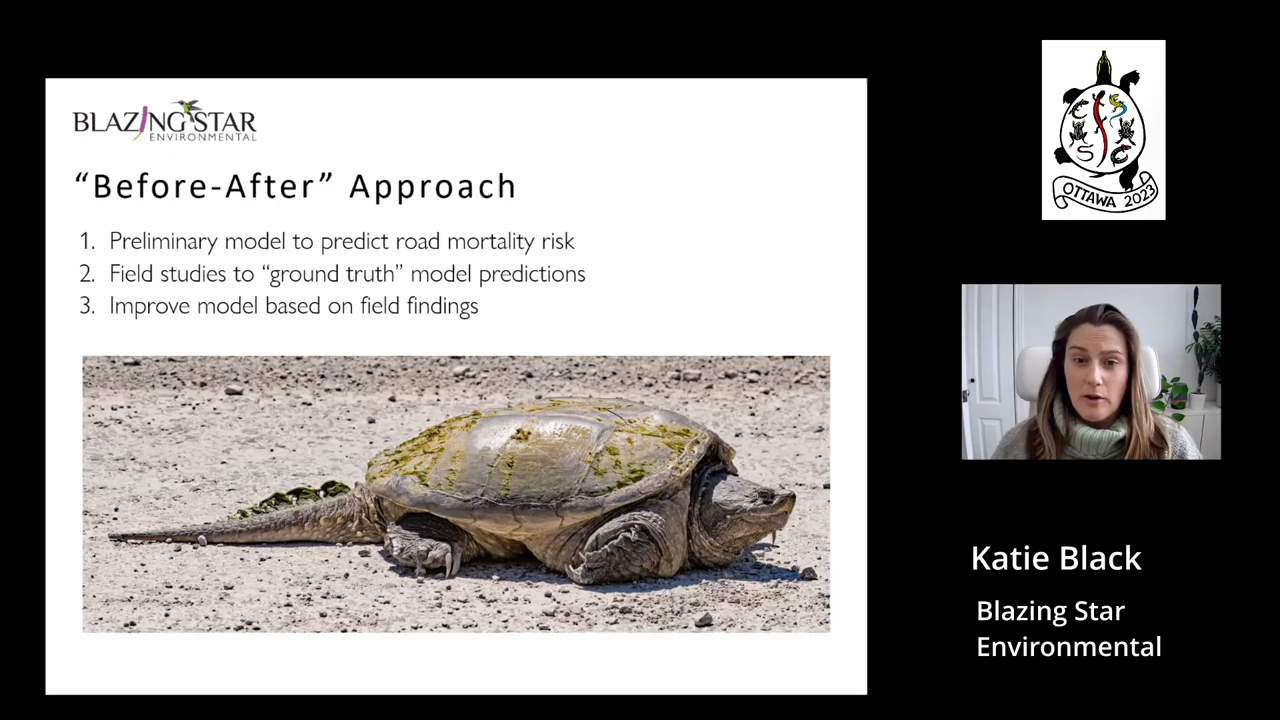 BLAZING STAR
ENVIRONMENTAL
“Before-After” Approach
1. Preliminary model to predict road mortality risk
2. Field studies to “ground truth” model predictions
3. Improve model based on field findings
C S C
OTTAWA 2023
Katie Black
Blazing Star
Environmental